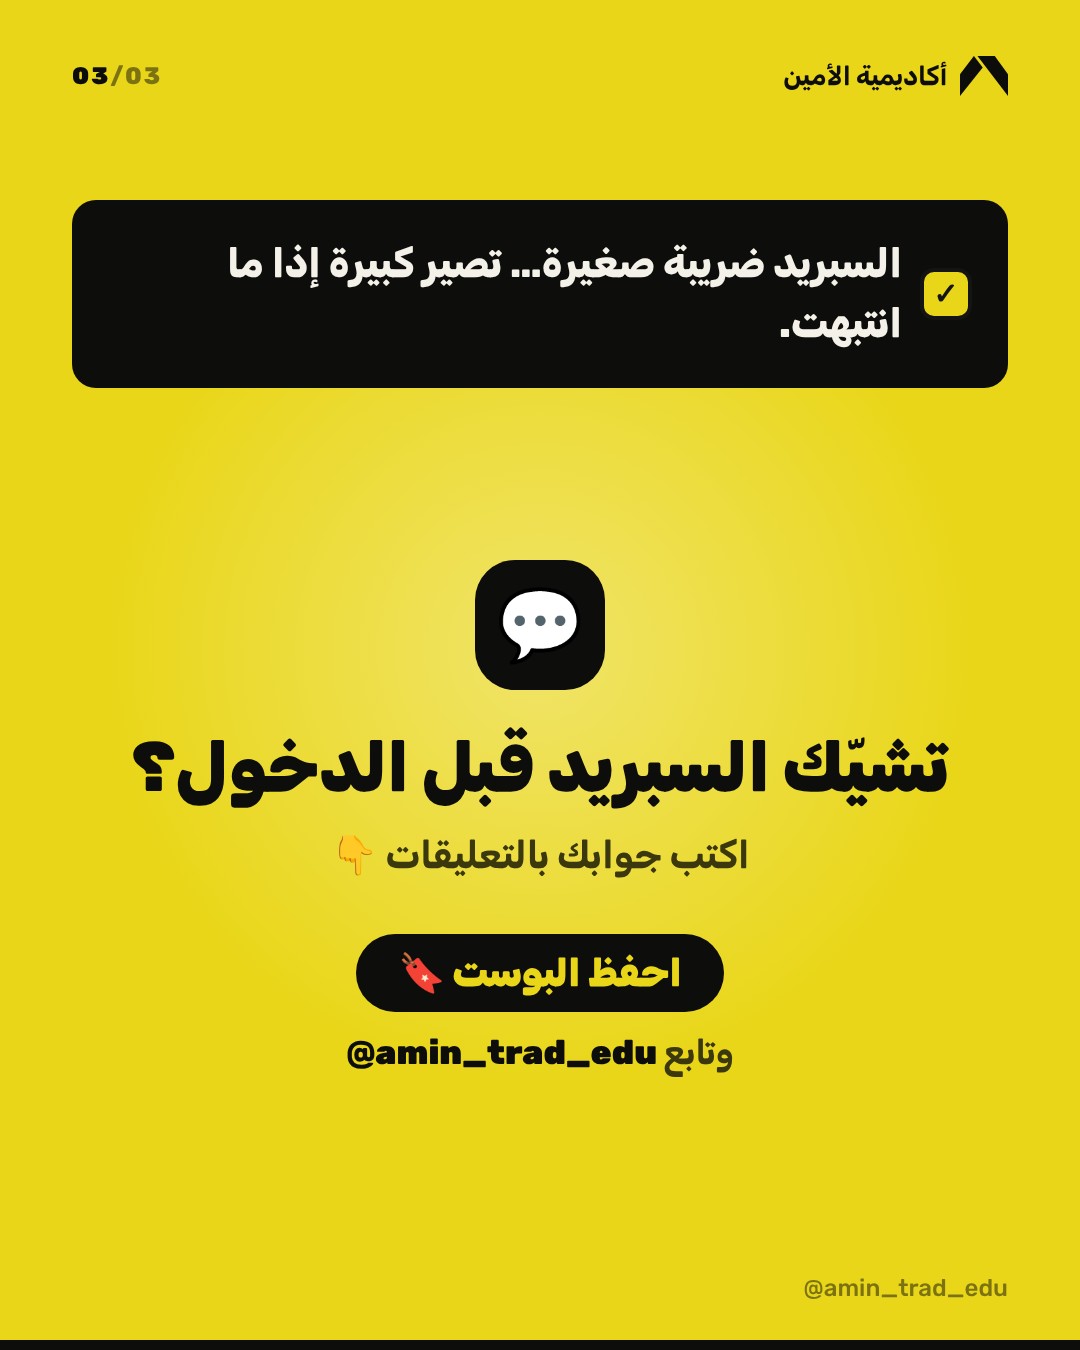 أكاديمية الأمين
03/03
السبريد ضريبة صغيرة... تصير كبيرة إذا ما
انتبهت.
تشيّك السبريد قبل الدخول؟
اكتب جوابك بالتعليقات 👇
احفظ البوست 🔖
وتابع @amin_trad_edu
@amin_trad_edu